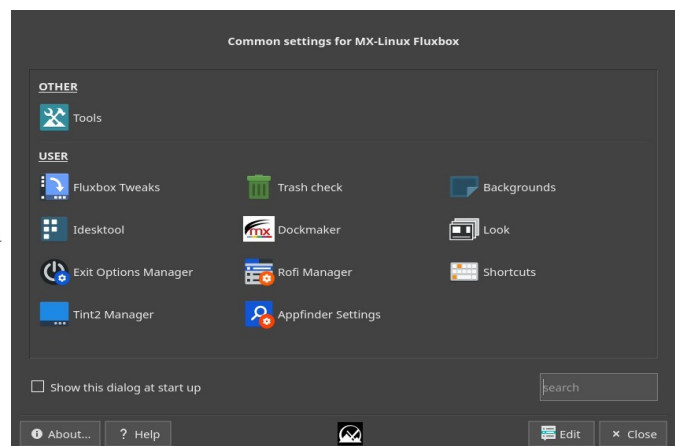 Common settings for MX-Linux Fluxbox
OTHER
Tools
USER
Fluxbox Tweaks Trash check Backgrounds
Idesktool mx Dockmaker Look
Exit Options Manager Rofi Manager Shortcuts
Tint2 Manager Appfinder Settings
Show this dialog at start up search
About... ? Help Edit × Close